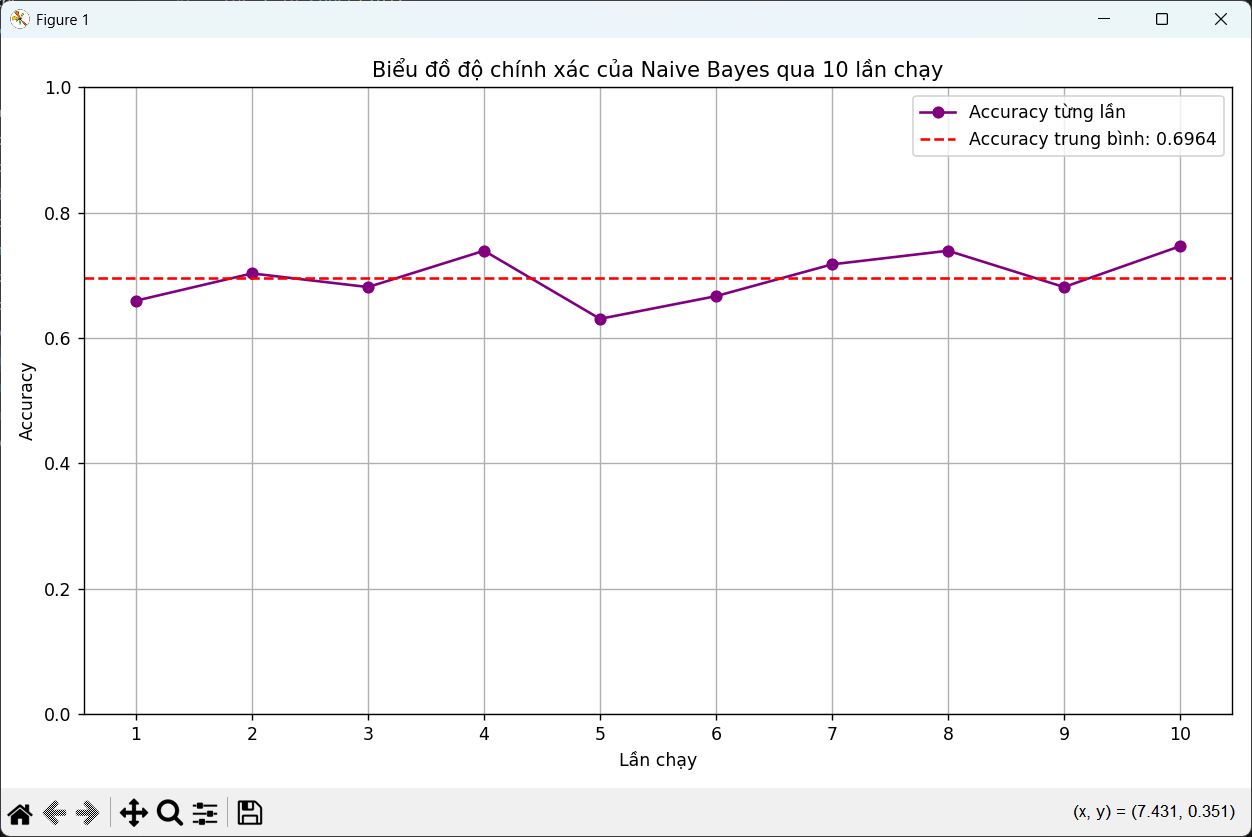 Figure 1
Biểu đồ độ chính xác của Naive Bayes qua 10 lần chạy
Accuracy từng lần
Accuracy trung bình: 0.6964
1.0
0.8
0.6
0.4
0.2
0.0
Accuracy
1 2 3 4 5 6 7 8 9 10
Lần chạy
(x, y) = (7.431, 0.351)